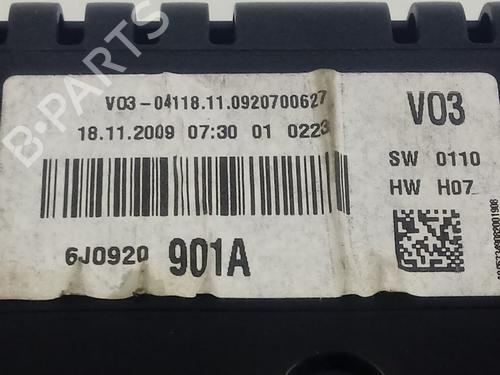 B-PARTS
V03-04118.11.0920700627
18.11.2009 07:30 01 0223
V03
SW 0110
HW H07
6J0920 901A